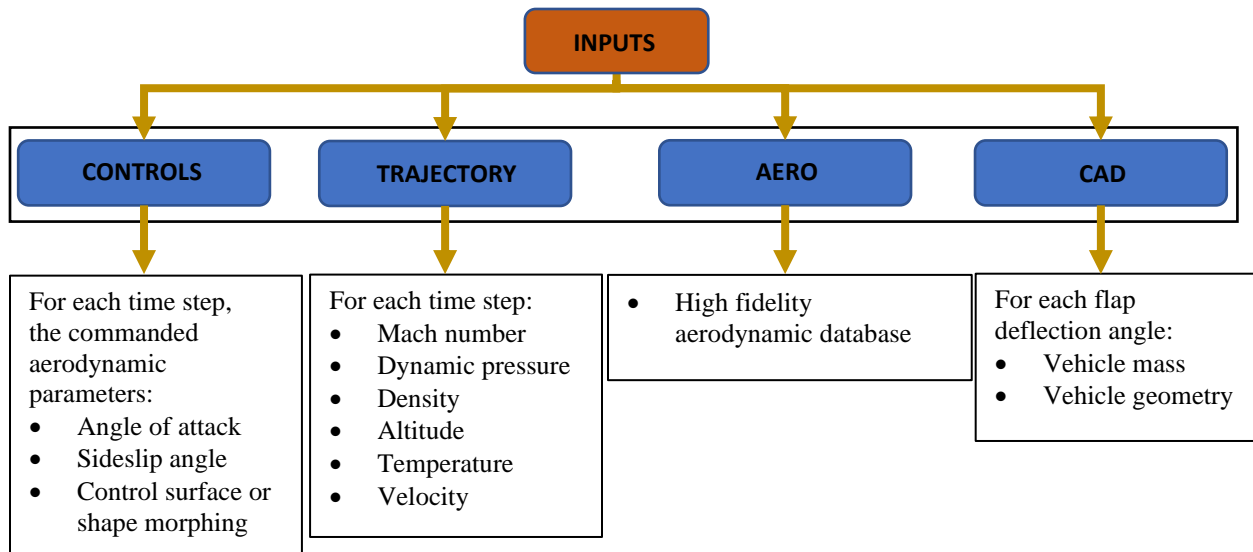 INPUTS
CONTROLS
TRAJECTORY
AERO
CAD
For each time step,
the commanded
aerodynamic
parameters:
• Angle of attack
• Sideslip angle
• Control surface or
shape morphing
For each time step:
• Mach number
• Dynamic pressure
• Density
• Altitude
• Temperature
• Velocity
• High fidelity
aerodynamic database
For each flap
deflection angle:
• Vehicle mass
• Vehicle geometry